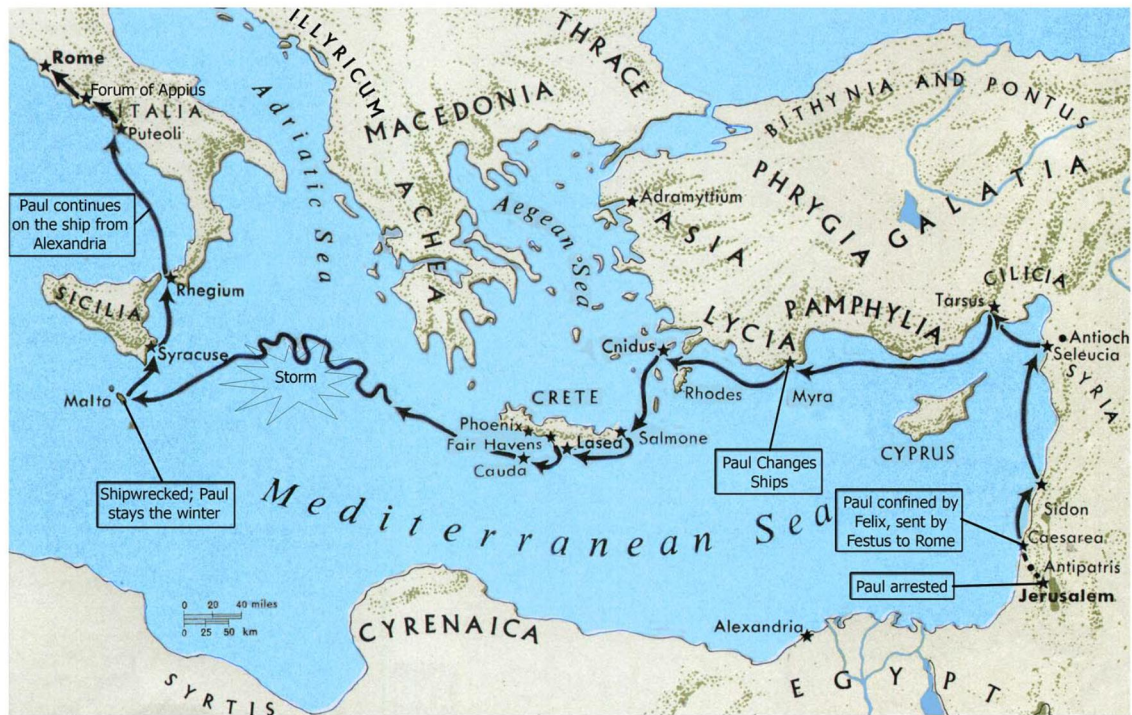 ILLYRICUM
THRACE
Rome
Forum of Appius
ITALIA
Puteoli
Adriatic Sea
MACEDONIA
BITHYNIA AND PONTUS
Adramyttium
PHRYGIA
GALATIA
ASIA
Aegean Sea
ACHEA
Paul continues
on the ship from
Alexandria
Rhegium
SICILIA
Syracuse
CILICIA
Tarsus
PAMPHYLIA
LYCIA
Antioch
Seleucia
SYRIA
Cnidus
Storm
Malta
Rhodes
Myra
CRETE
Phoenix
Fair Havens
Lasea
Salmone
Cauda
CYPRUS
Paul Changes
Ships
Shipwrecked; Paul
stays the winter
Mediterranean Sea
Paul confined by
Felix, sent by
Festus to Rome
Sidon
Caesarea
Antipatris
Paul arrested
Jerusalem
0 20 40 miles
0 25 50 km
CYRENAICA
Alexandria
EGYPT
SYRTIS